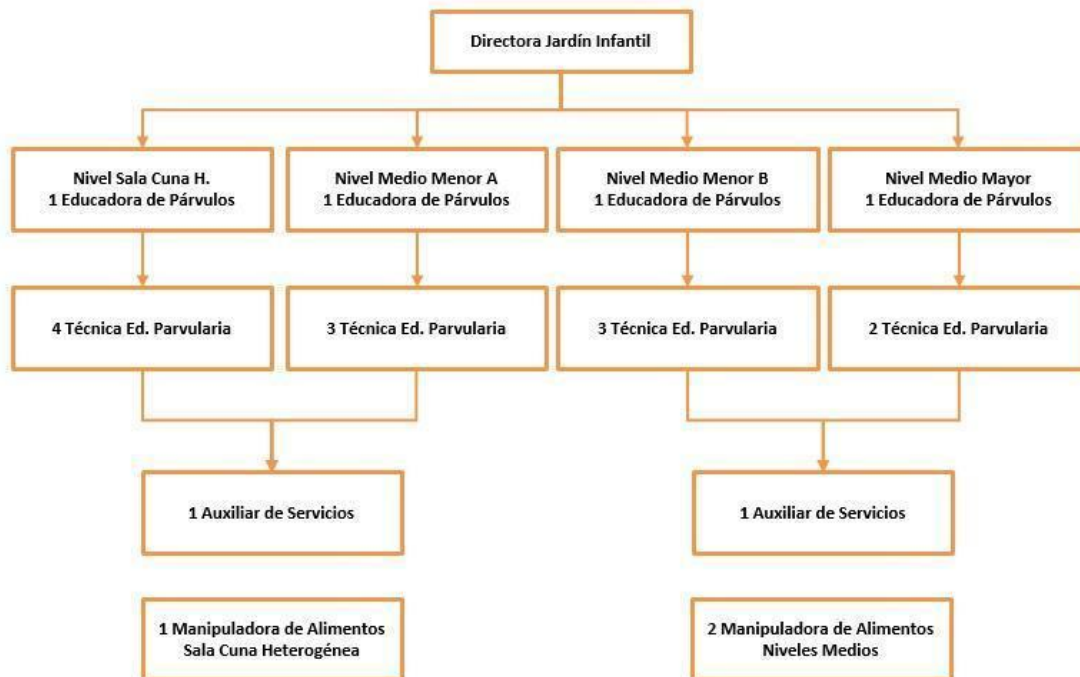 Directora Jardín Infantil
Nivel Sala Cuna H.
1 Educadora de Párvulos
Nivel Medio Menor A
1 Educadora de Párvulos
Nivel Medio Menor B
1 Educadora de Párvulos
Nivel Medio Mayor
1 Educadora de Párvulos
4 Técnica Ed. Parvularia
3 Técnica Ed. Parvularia
3 Técnica Ed. Parvularia
2 Técnica Ed. Parvularia
1 Auxiliar de Servicios
1 Auxiliar de Servicios
1 Manipuladora de Alimentos
Sala Cuna Heterogénea
2 Manipuladora de Alimentos
Niveles Medios